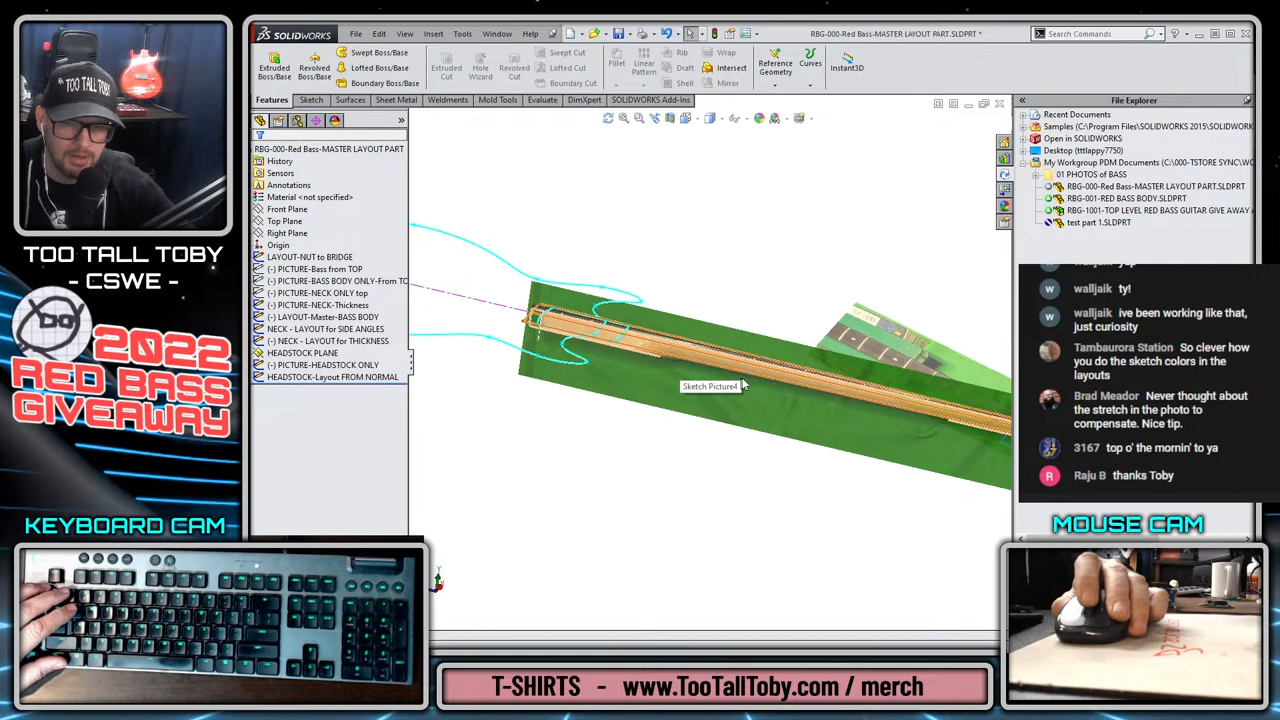 TOO TALL TOBY
- CSWE -
2022
RED BASS
GIVEAWAY
KEYBOARD CAM
SOLIDWORKS
File Edit View Insert Tools Window Help
RBG-000-Red Bass-MASTER LAYOUT PART.SLDPRT *
Search Commands
Extruded Boss/Base
Revolved Boss/Base
Swept Boss/Base
Lofted Boss/Base
Boundary Boss/Base
Extruded Cut
Hole Wizard
Revolved Cut
Swept Cut
Lofted Cut
Boundary Cut
Fillet
Linear Pattern
Rib
Draft
Shell
Wrap
Intersect
Mirror
Reference Geometry
Curves
Instant3D
Features Sketch Surfaces Sheet Metal Weldments Mold Tools Evaluate DimXpert SOLIDWORKS Add-Ins
RBG-000-Red Bass-MASTER LAYOUT PART
History
Sensors
Annotations
Material <not specified>
Front Plane
Top Plane
Right Plane
Origin
LAYOUT-NUT to BRIDGE
(-) PICTURE-Bass from TOP
(-) PICTURE-BASS BODY ONLY-From TO
(-) PICTURE-NECK ONLY top
(-) PICTURE-NECK-Thickness
(-) LAYOUT-Master-BASS BODY
NECK - LAYOUT for SIDE ANGLES
(-) NECK - LAYOUT for THICKNESS
HEADSTOCK PLANE
(-) PICTURE-HEADSTOCK ONLY
HEADSTOCK-Layout FROM NORMAL
Sketch Picture4
File Explorer
Recent Documents
Samples (C:\Program Files\SOLIDWORKS 2015\SOLIDWORK
Open in SOLIDWORKS
Desktop (tttlappy7750)
My Workgroup PDM Documents (C:\000-TSTORE SYNC\
01 PHOTOS of BASS
RBG-000-Red Bass-MASTER LAYOUT PART.SLDPRT
RBG-001-RED BASS BODY.SLDPRT
RBG-1001-TOP LEVEL RED BASS GUITAR GIVE AWAY
test part 1.SLDPRT
walljaik yup
walljaik ty!
walljaik ive been working like that,
just curiosity
Tambaurora Station So clever how
you do the sketch colors in the
layouts
Brad Meador Never thought about
the stretch in the photo to
compensate. Nice tip.
3167 top o' the mornin' to ya
Raju B thanks Toby
MOUSE CAM
T-SHIRTS - www.TooTallToby.com / merch